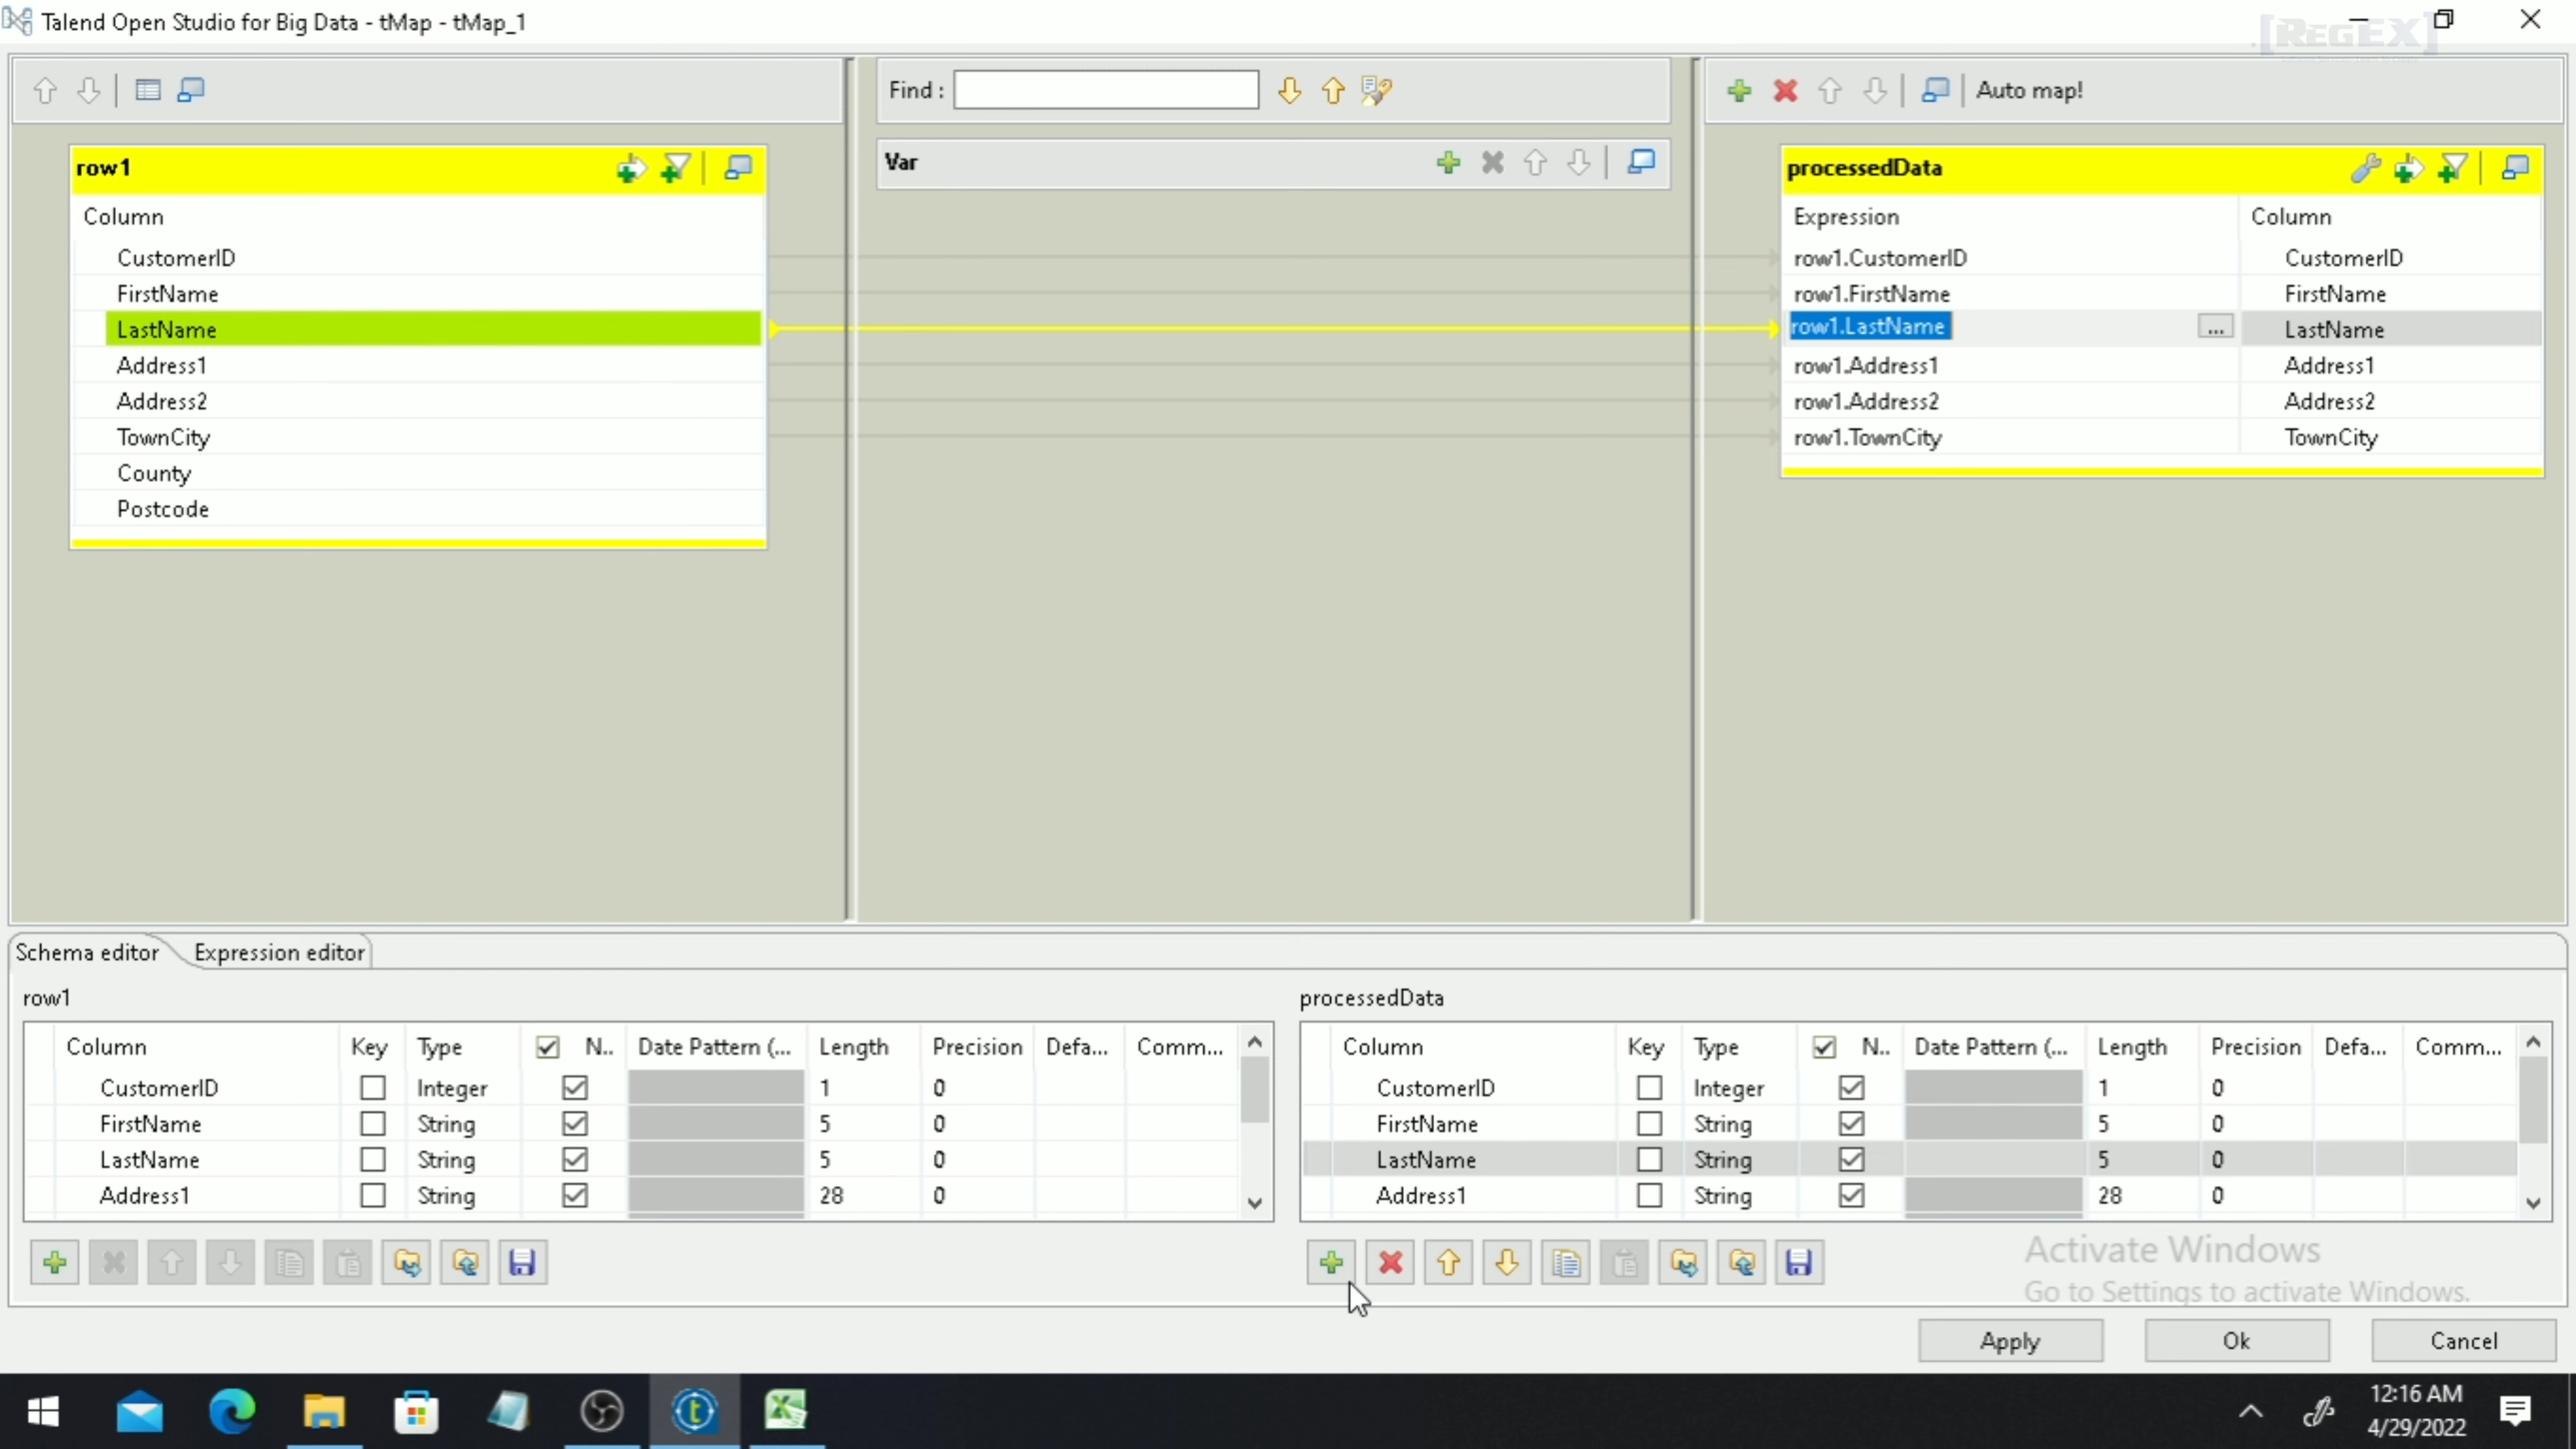 Talend Open Studio for Big Data - tMap - tMap_1
[REGEX]
Find :
Auto map!
row1
Column
CustomerID
FirstName
LastName
Address1
Address2
TownCity
County
Postcode
Var
processedData
Expression Column
row1.CustomerID CustomerID
row1.FirstName FirstName
row1.LastName ... LastName
row1.Address1 Address1
row1.Address2 Address2
row1.TownCity TownCity
Schema editor Expression editor
row1
Column Key Type N.. Date Pattern (... Length Precision Defa... Comm...
CustomerID Integer 1 0
FirstName String 5 0
LastName String 5 0
Address1 String 28 0
processedData
Column Key Type N.. Date Pattern (... Length Precision Defa... Comm...
CustomerID Integer 1 0
FirstName String 5 0
LastName String 5 0
Address1 String 28 0
Activate Windows
Go to Settings to activate Windows.
Apply Ok Cancel
12:16 AM
4/29/2022